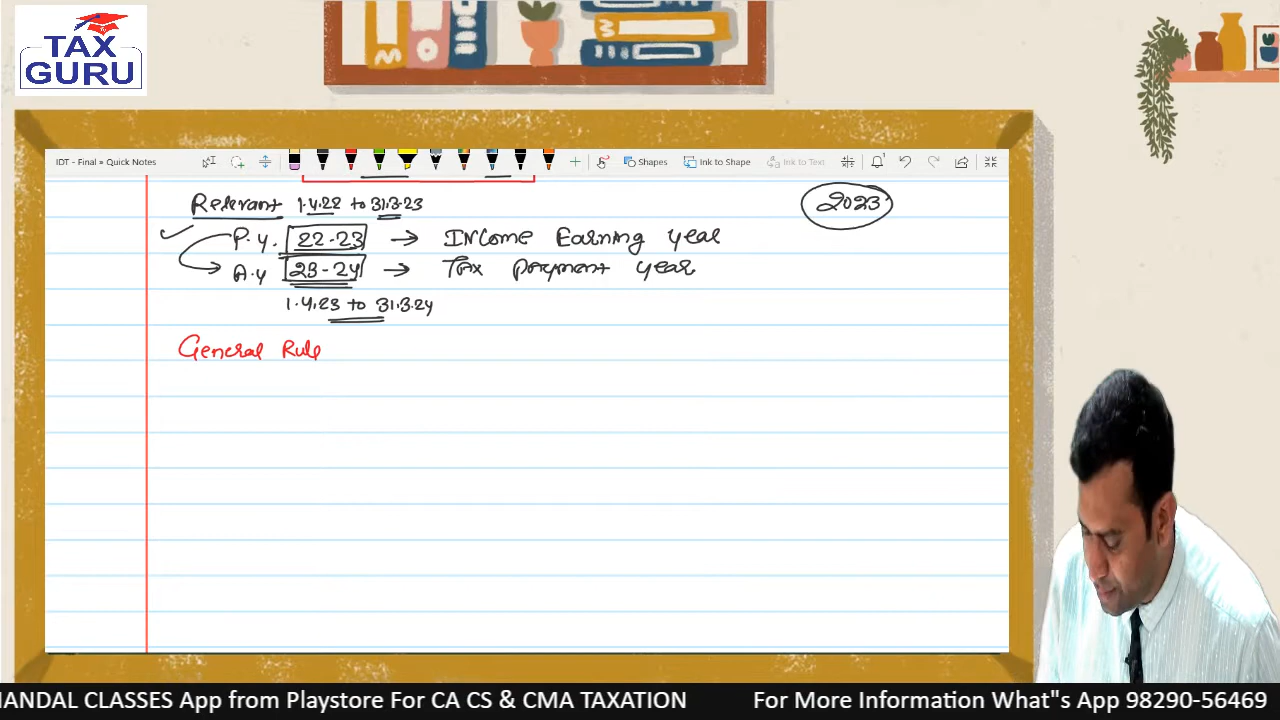 TAX
GURU
IDT - Final » Quick Notes
Shapes
Ink to Shape
Ink to Text
Relevant 1.4.22 to 31.3.23
2023
P.y. 22-23 → Income Earning year
A.y 23-24 → Tax payment year
1.4.23 to 31.3.24
General Rule
MANDAL CLASSES App from Playstore For CA CS & CMA TAXATION For More Information What"s App 98290-56469